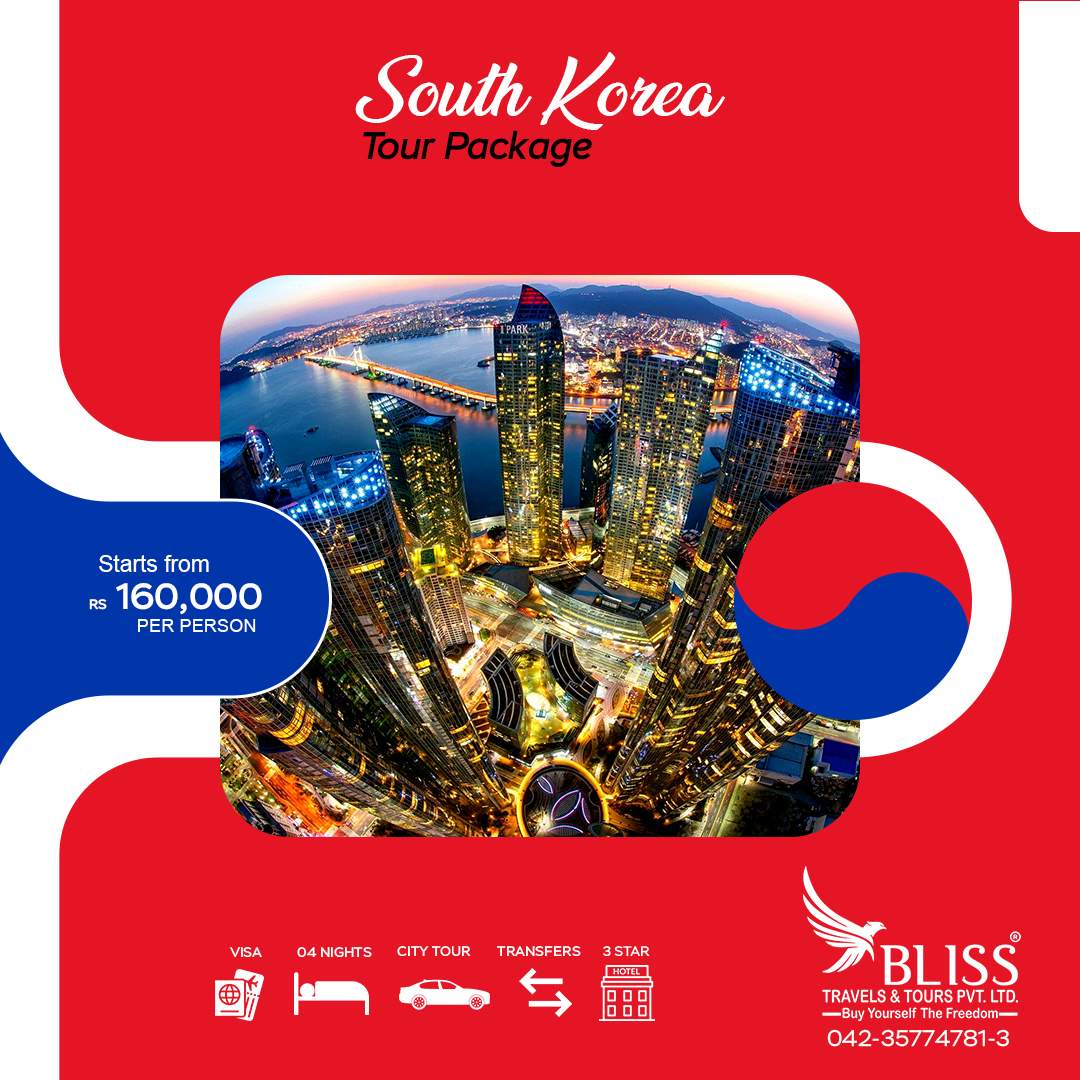 South Korea
Tour Package
I PARK
Starts from
RS 160,000
PER PERSON
VISA
04 NIGHTS
CITY TOUR
TRANSFERS
3 STAR
HOTEL
BLISS®
TRAVELS & TOURS PVT. LTD.
Buy Yourself The Freedom
042-35774781-3